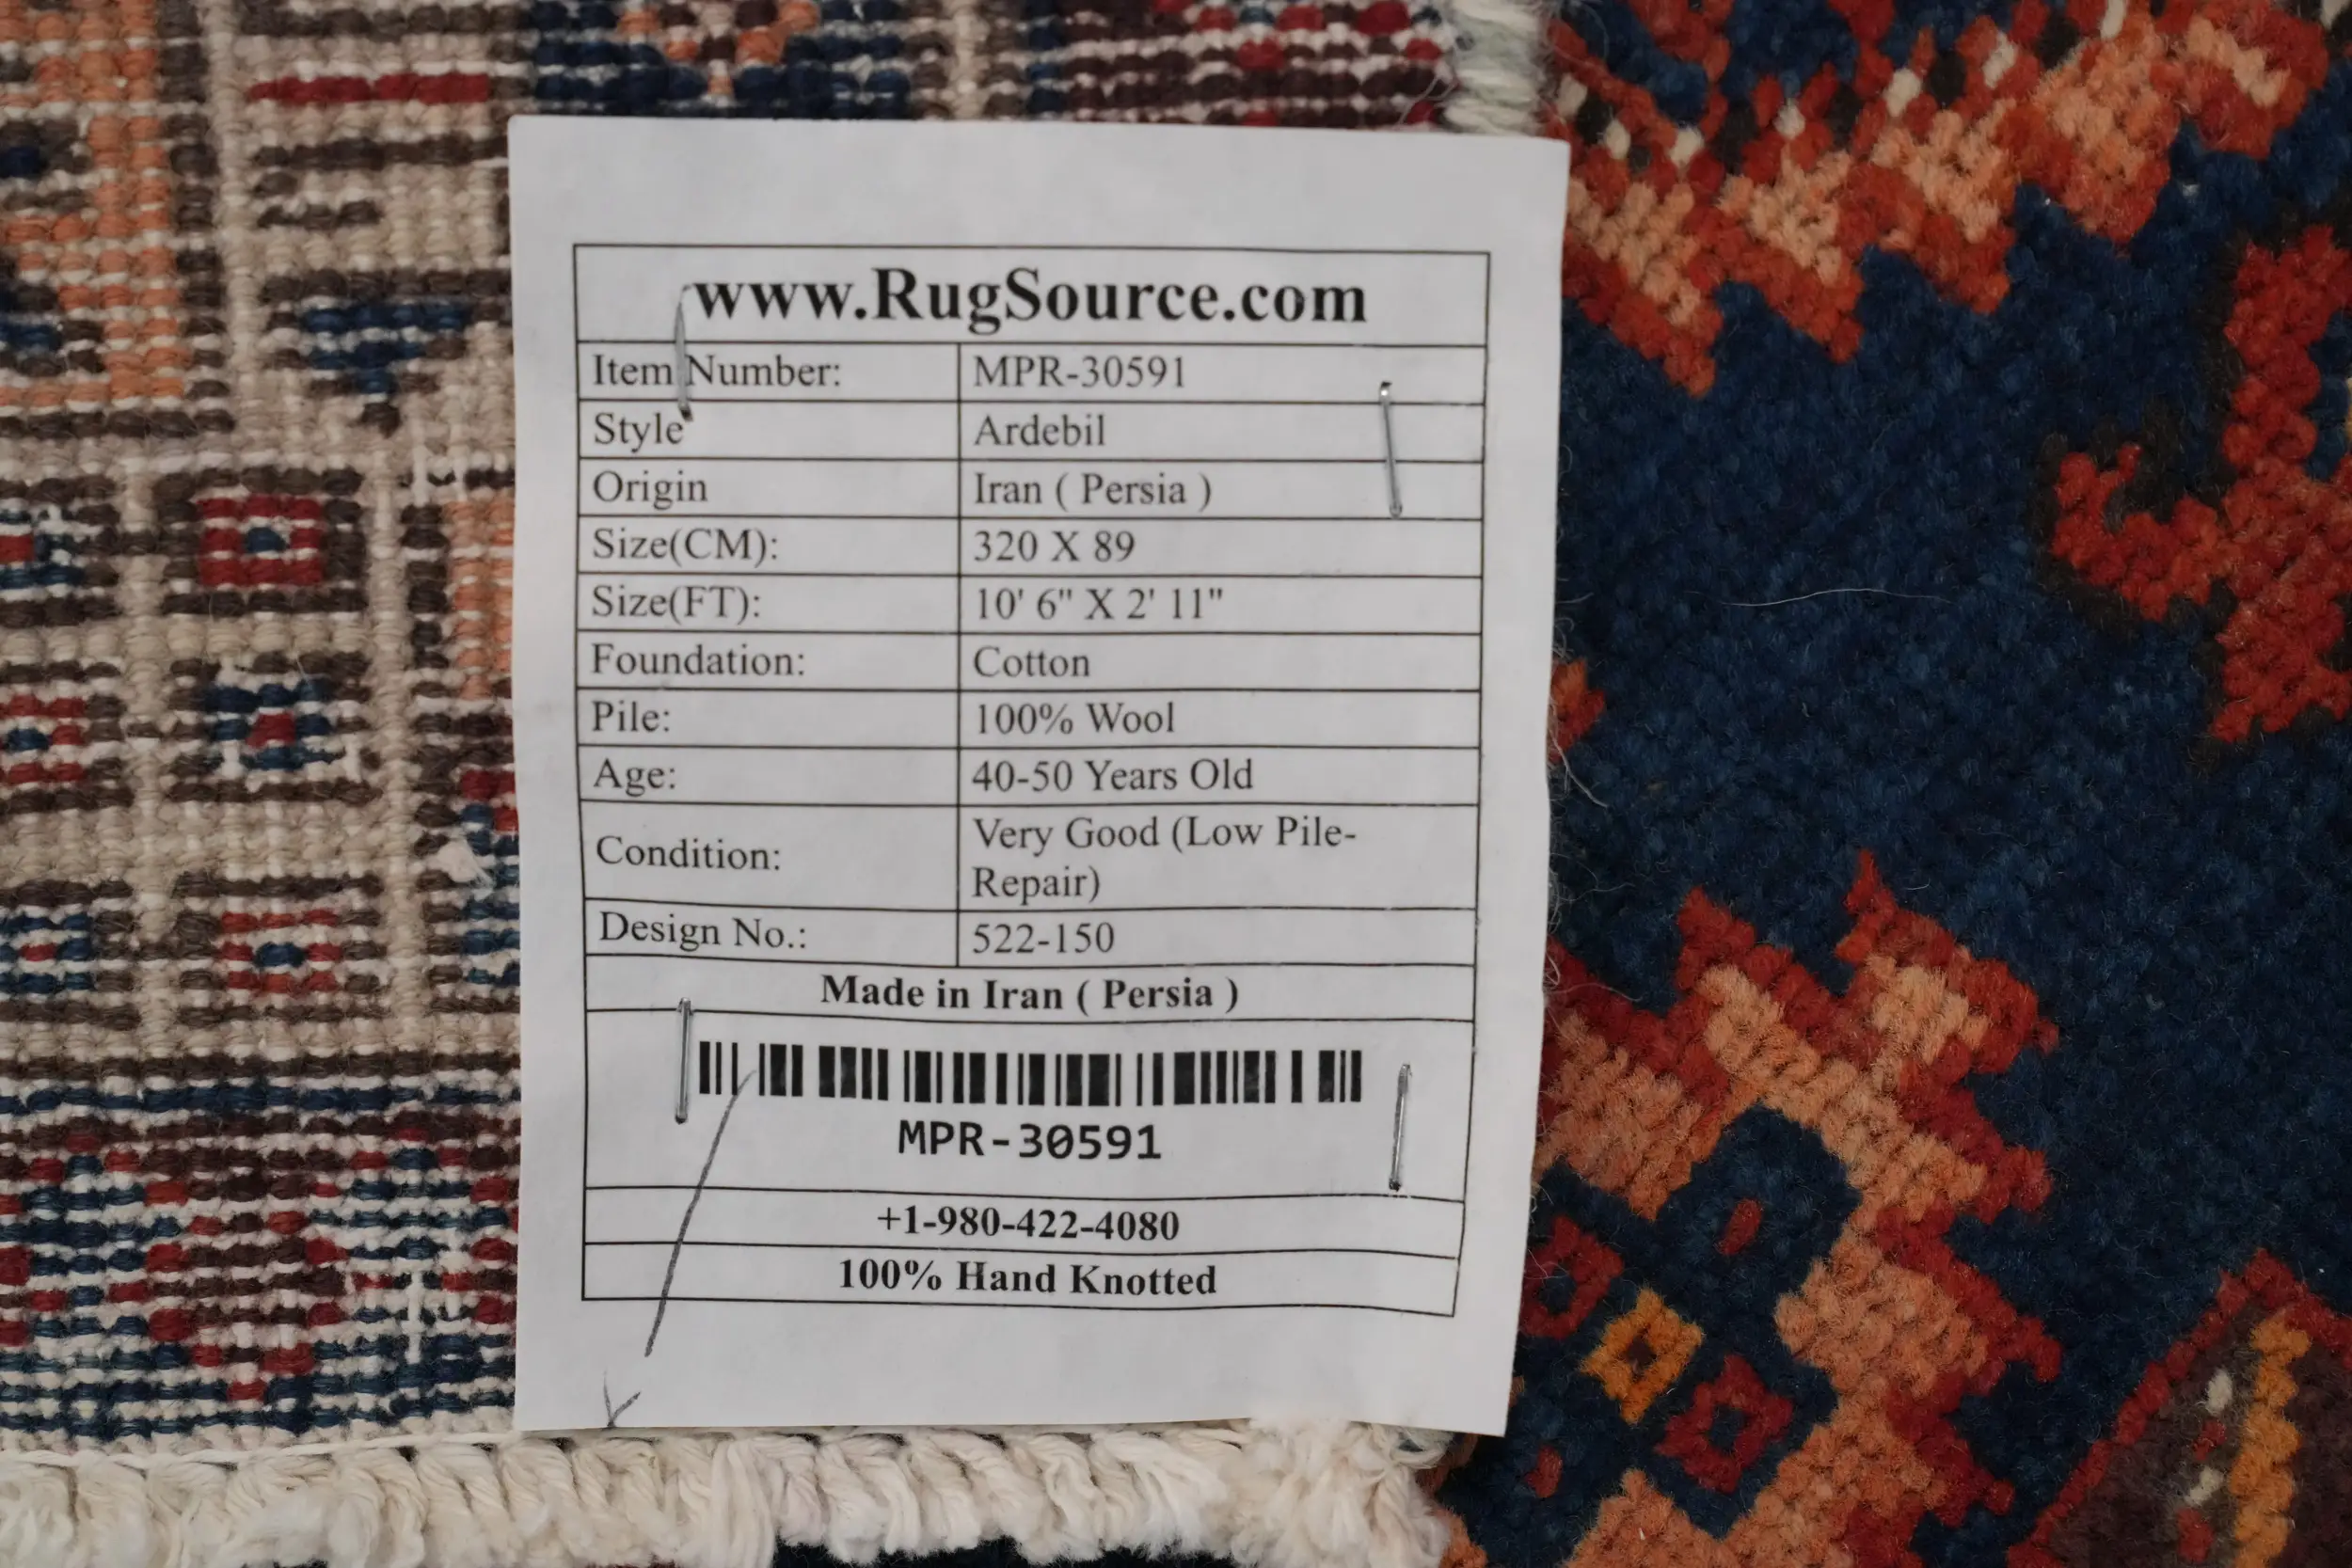 www.RugSource.com
Item Number: MPR-30591
Style Ardebil
Origin Iran ( Persia )
Size(CM): 320 X 89
Size(FT): 10' 6" X 2' 11"
Foundation: Cotton
Pile: 100% Wool
Age: 40-50 Years Old
Condition: Very Good (Low Pile-
Repair)
Design No.: 522-150
Made in Iran ( Persia )
MPR-30591
+1-980-422-4080
100% Hand Knotted